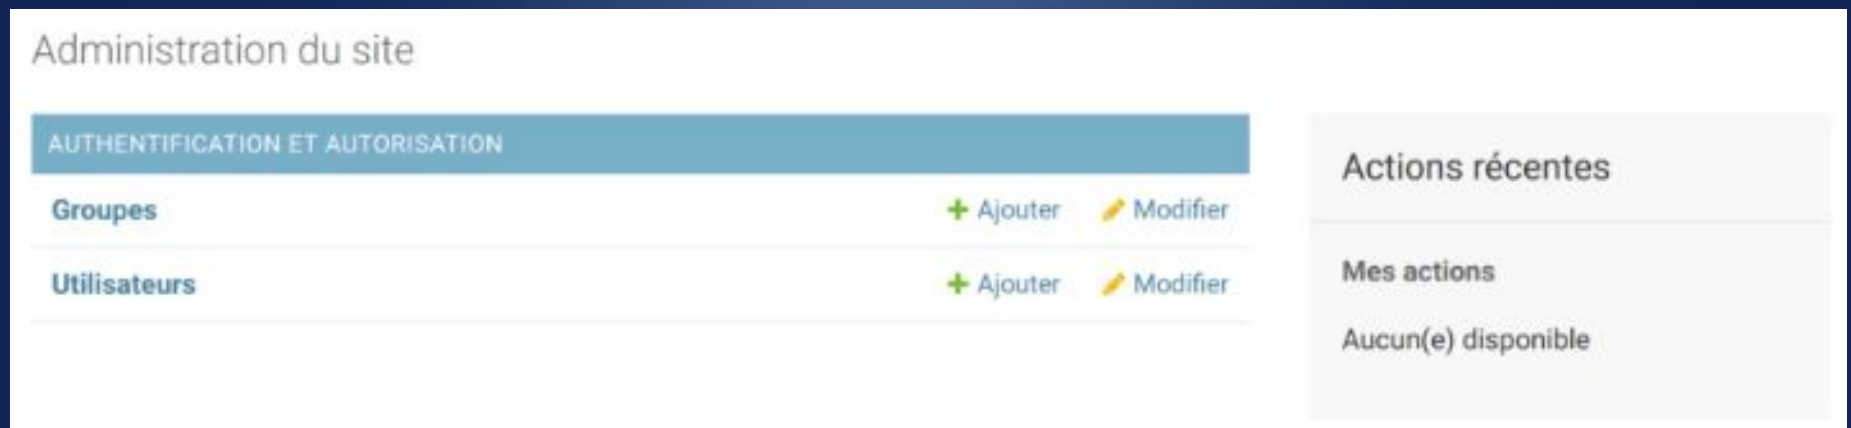 Administration du site
AUTHENTIFICATION ET AUTORISATION
Groupes
Ajouter
Modifier
Utilisateurs
Ajouter
Modifier
Actions récentes
Mes actions
Aucun(e) disponible